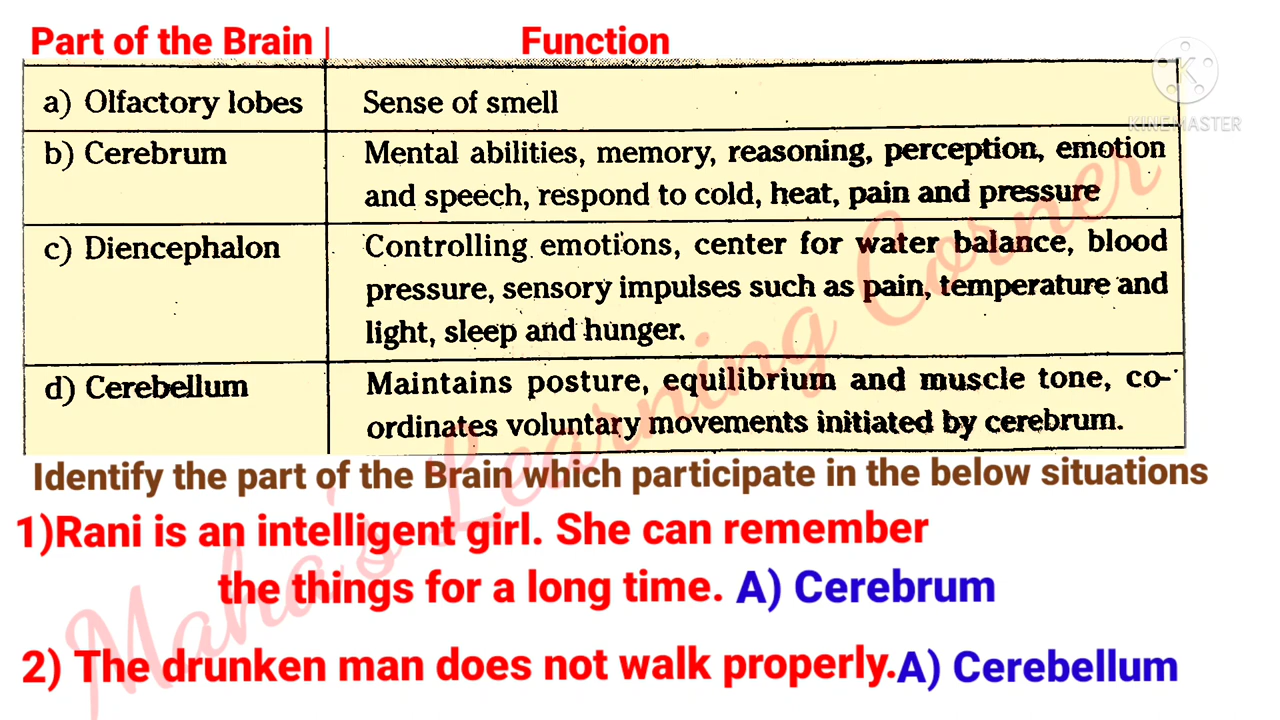 Part of the Brain | Function
a) Olfactory lobes Sense of smell
b) Cerebrum Mental abilities, memory, reasoning, perception, emotion
and speech, respond to cold, heat, pain and pressure
c) Diencephalon Controlling emotions, center for water balance, blood
pressure, sensory impulses such as pain, temperature and
light, sleep and hunger.
d) Cerebellum Maintains posture, equilibrium and muscle tone, co-
ordinates voluntary movements initiated by cerebrum.
Identify the part of the Brain which participate in the below situations
1)Rani is an intelligent girl. She can remember
the things for a long time. A) Cerebrum
2) The drunken man does not walk properly.A) Cerebellum
Maha's Learning Corner
K
KINEMASTER